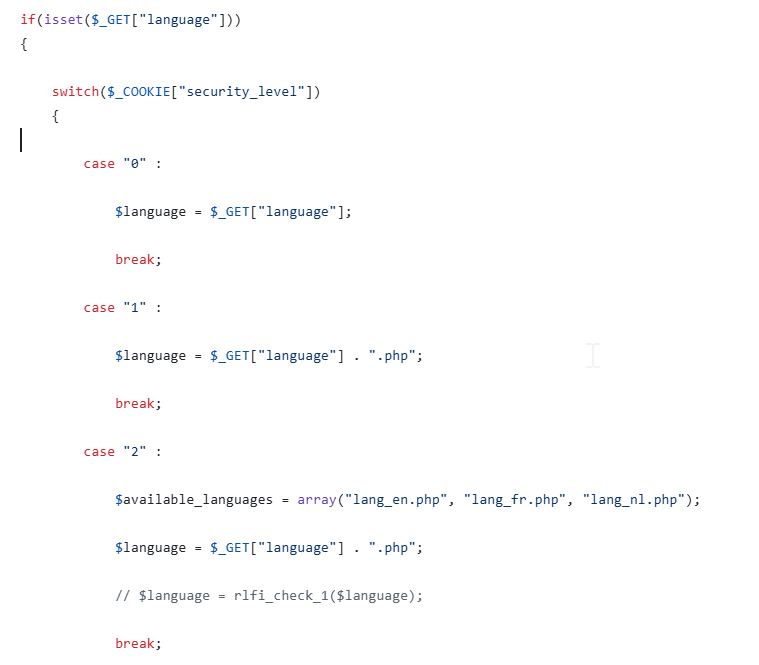 if(isset($_GET["language"]))
{
switch($_COOKIE["security_level"])
{
case "0" :
$language = $_GET["language"];
break;
case "1" :
$language = $_GET["language"] . ".php";
break;
case "2" :
$available_languages = array("lang_en.php", "lang_fr.php", "lang_nl.php");
$language = $_GET["language"] . ".php";
// $language = rlfi_check_1($language);
break;